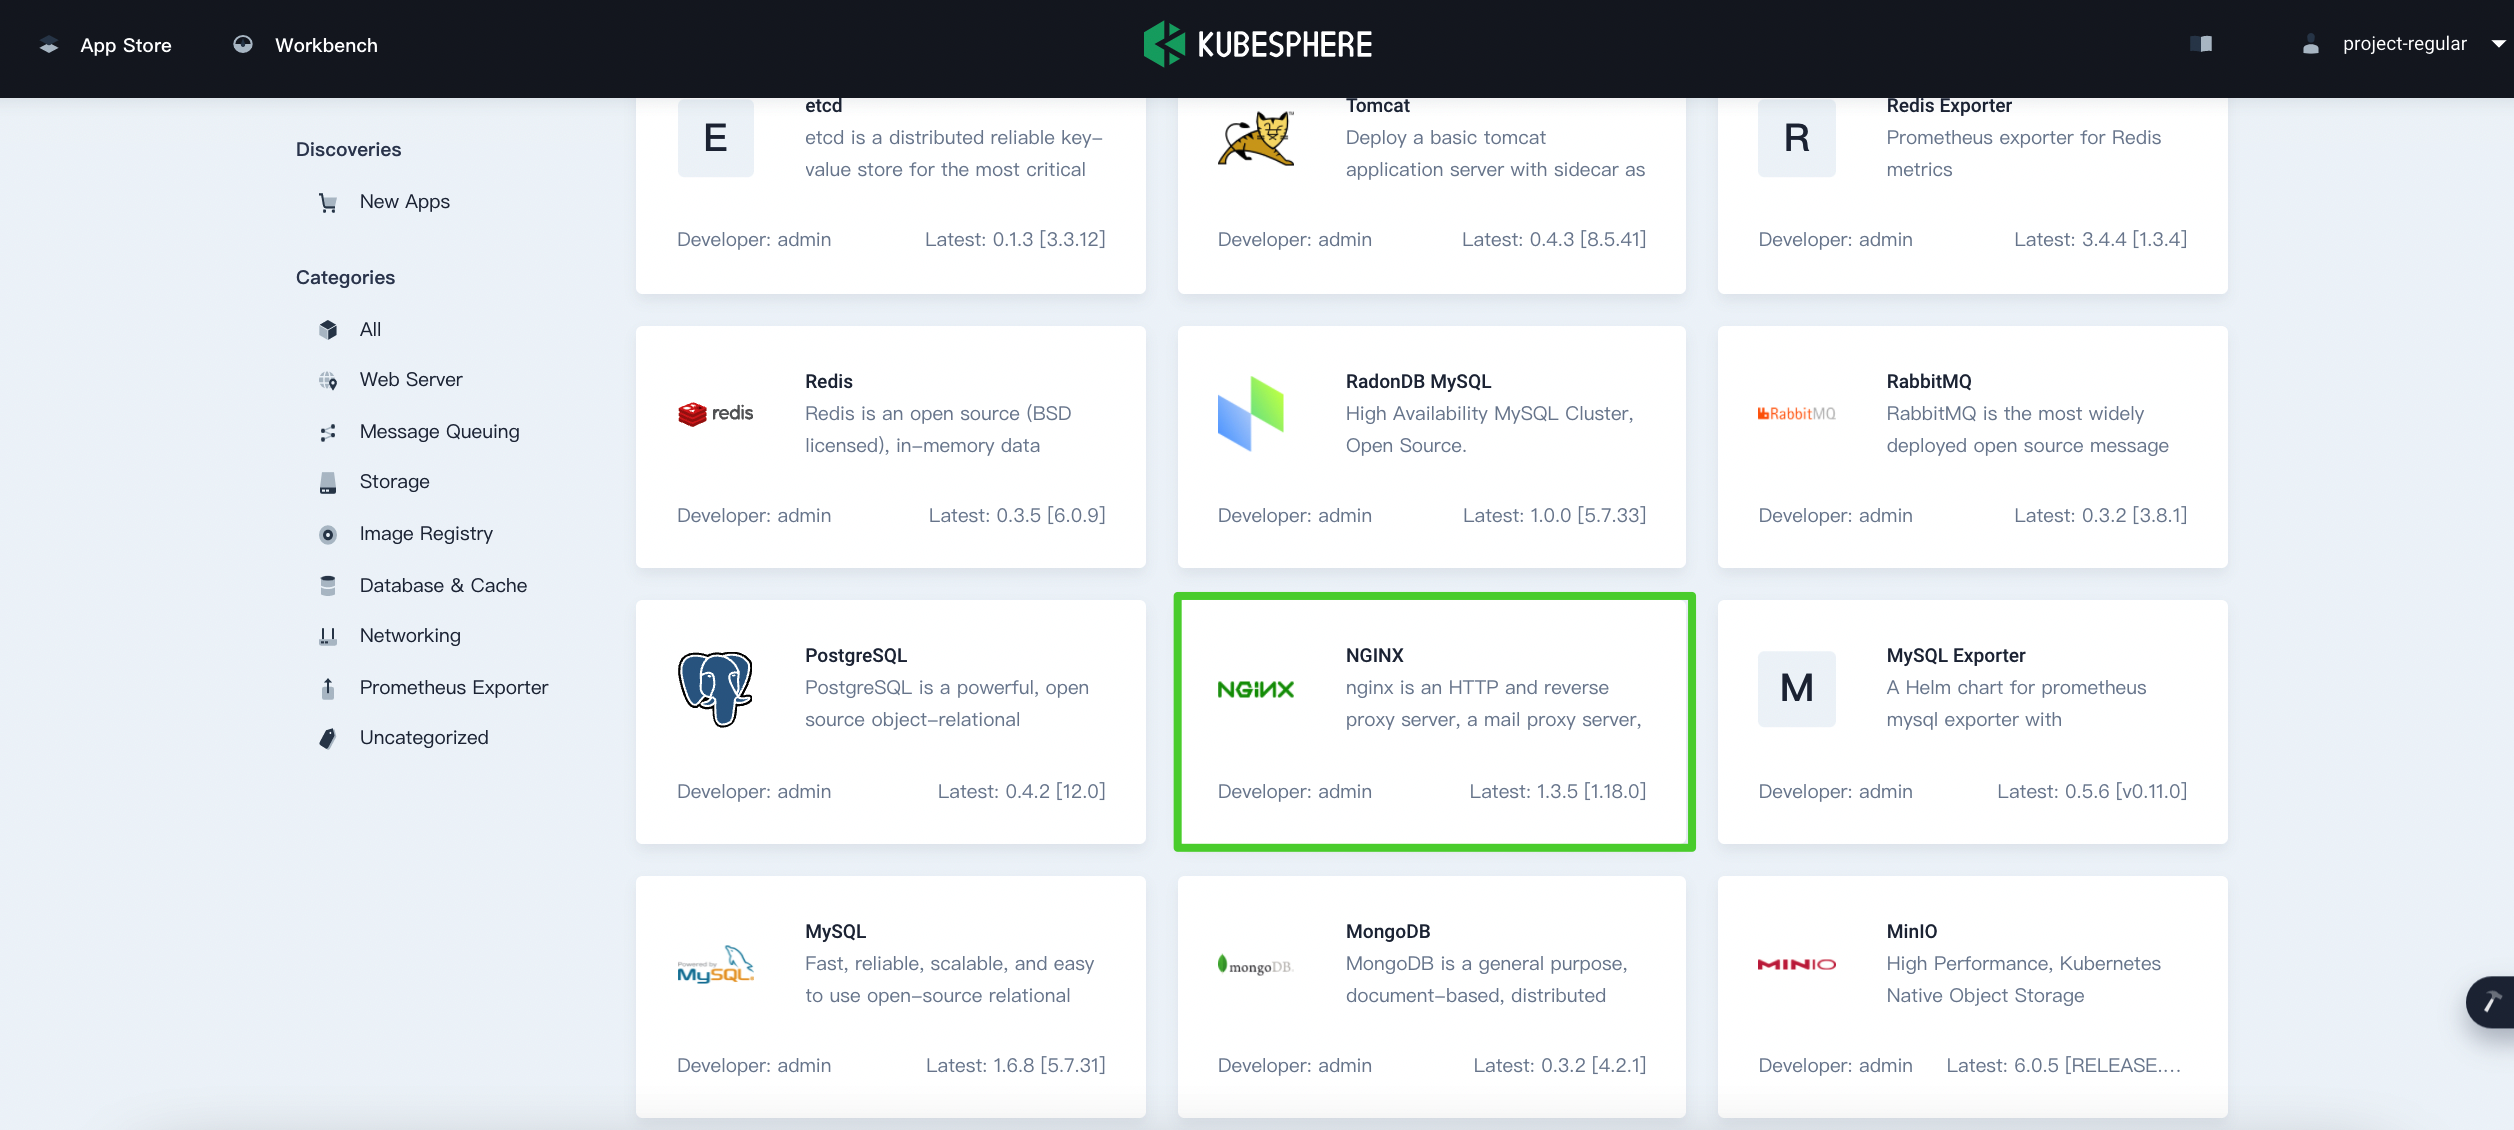 App Store
Workbench
KUBESPHERE
project-regular
Discoveries
New Apps
Categories
All
Web Server
Message Queuing
Storage
Image Registry
Database & Cache
Networking
Prometheus Exporter
Uncategorized
E
etcd
etcd is a distributed reliable key-
value store for the most critical
Developer: admin
Latest: 0.1.3 [3.3.12]
Tomcat
Deploy a basic tomcat
application server with sidecar as
Developer: admin
Latest: 0.4.3 [8.5.41]
R
Redis Exporter
Prometheus exporter for Redis
metrics
Developer: admin
Latest: 3.4.4 [1.3.4]
redis
Redis
Redis is an open source (BSD
licensed), in-memory data
Developer: admin
Latest: 0.3.5 [6.0.9]
RadonDB MySQL
High Availability MySQL Cluster,
Open Source.
Developer: admin
Latest: 1.0.0 [5.7.33]
RabbitMQ
RabbitMQ
RabbitMQ is the most widely
deployed open source message
Developer: admin
Latest: 0.3.2 [3.8.1]
PostgreSQL
PostgreSQL is a powerful, open
source object-relational
Developer: admin
Latest: 0.4.2 [12.0]
NGINX
NGINX
nginx is an HTTP and reverse
proxy server, a mail proxy server,
Developer: admin
Latest: 1.3.5 [1.18.0]
M
MySQL Exporter
A Helm chart for prometheus
mysql exporter with
Developer: admin
Latest: 0.5.6 [v0.11.0]
Powered by
MySQL
MySQL
Fast, reliable, scalable, and easy
to use open-source relational
Developer: admin
Latest: 1.6.8 [5.7.31]
mongoDB
MongoDB
MongoDB is a general purpose,
document-based, distributed
Developer: admin
Latest: 0.3.2 [4.2.1]
MINIO
MinIO
High Performance, Kubernetes
Native Object Storage
Developer: admin
Latest: 6.0.5 [RELEASE....